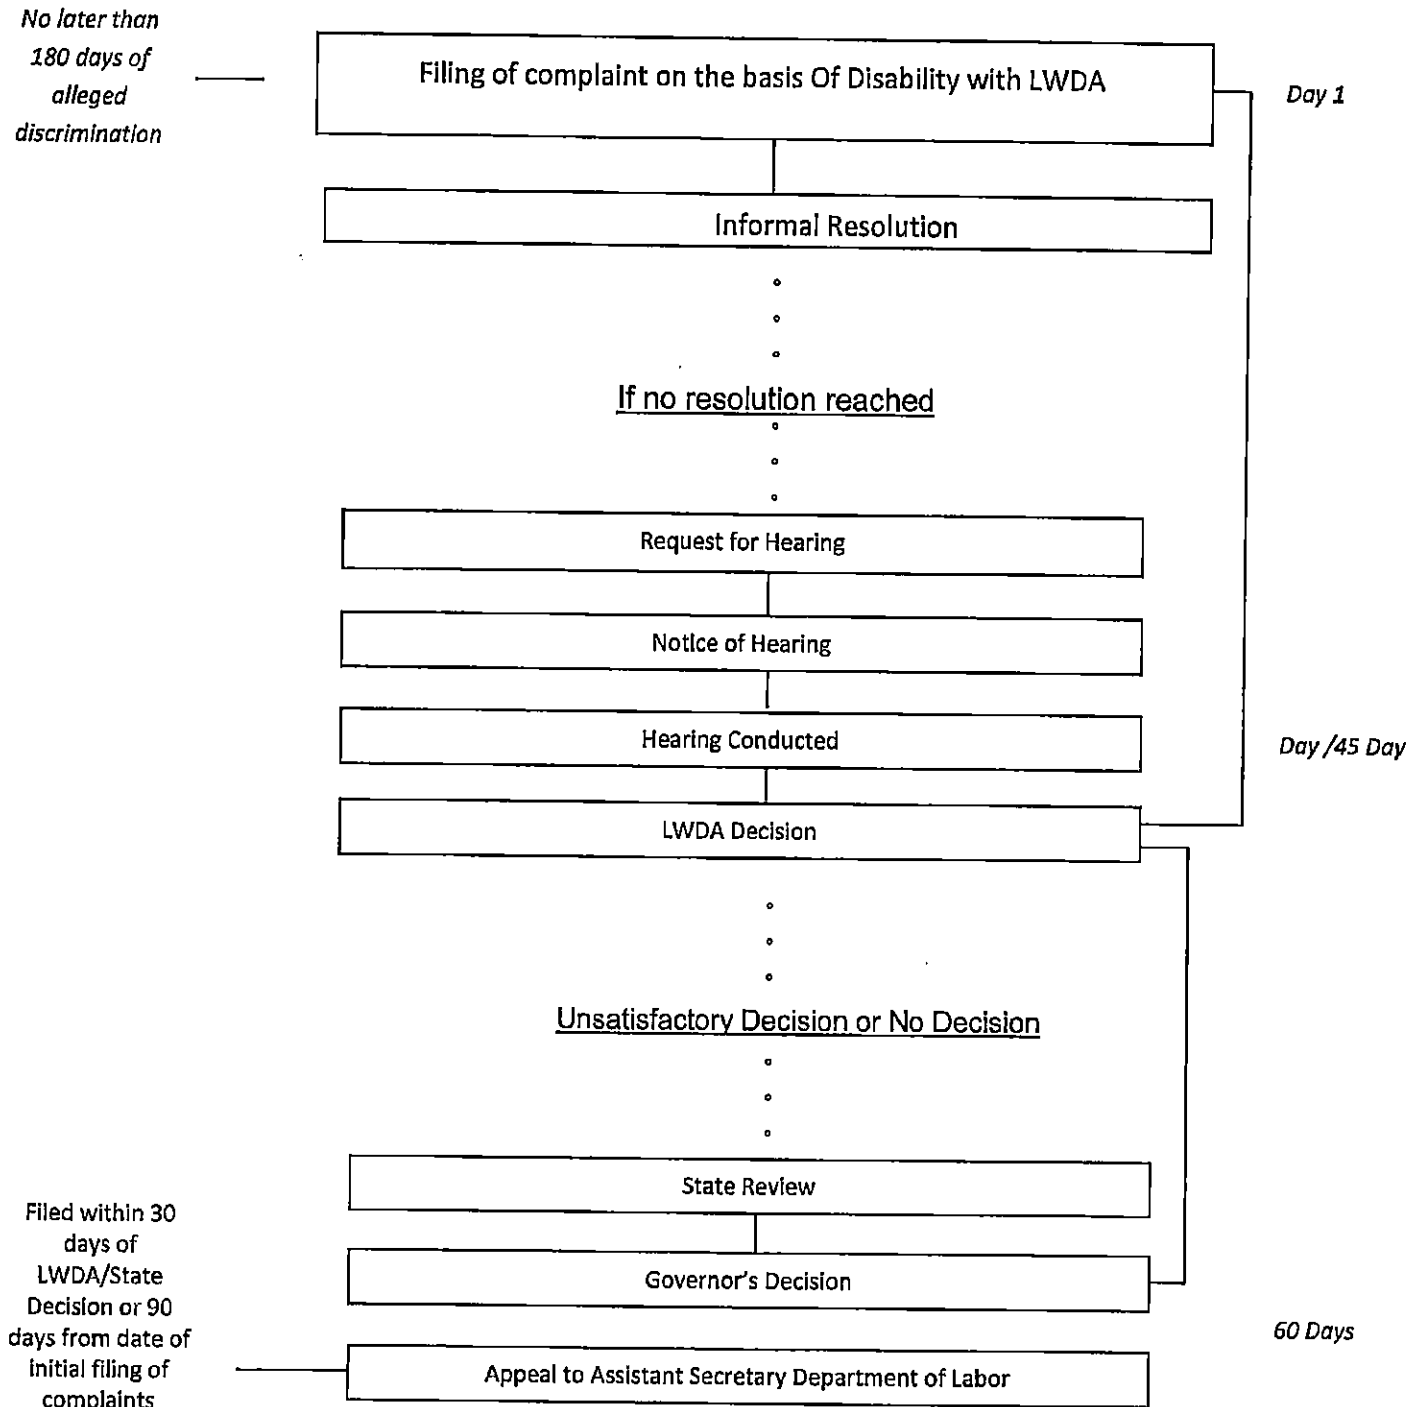 No later than
180 days of
alleged
discrimination
Filing of complaint on the basis Of Disability with LWDA
Day 1
Informal Resolution
If no resolution reached
Request for Hearing
Notice of Hearing
Hearing Conducted
Day /45 Day
LWDA Decision
Unsatisfactory Decision or No Decision
State Review
Governor's Decision
60 Days
Filed within 30
days of
LWDA/State
Decision or 90
days from date of
initial filing of
complaints
Appeal to Assistant Secretary Department of Labor